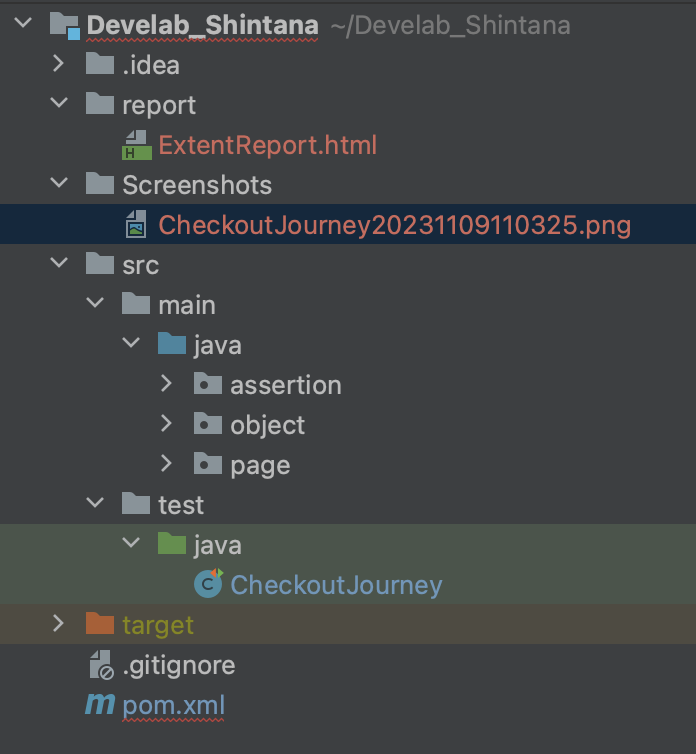 Develab_Shintana ~/Develab_Shintana
.idea
report
ExtentReport.html
Screenshots
CheckoutJourney20231109110325.png
src
main
java
assertion
object
page
test
java
CheckoutJourney
target
.gitignore
pom.xml